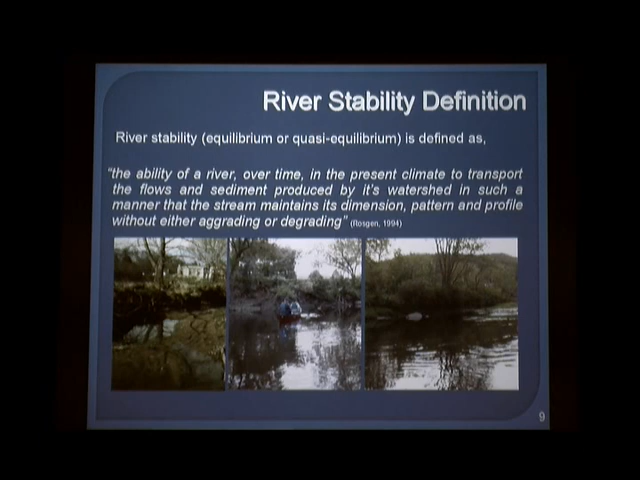 River Stability Definition
River stability (equilibrium or quasi-equilibrium) is defined as,
"the ability of a river, over time, in the present climate to transport
the flows and sediment produced by it's watershed in such a
manner that the stream maintains its dimension, pattern and profile
without either aggrading or degrading" (Rosgen, 1994)
9